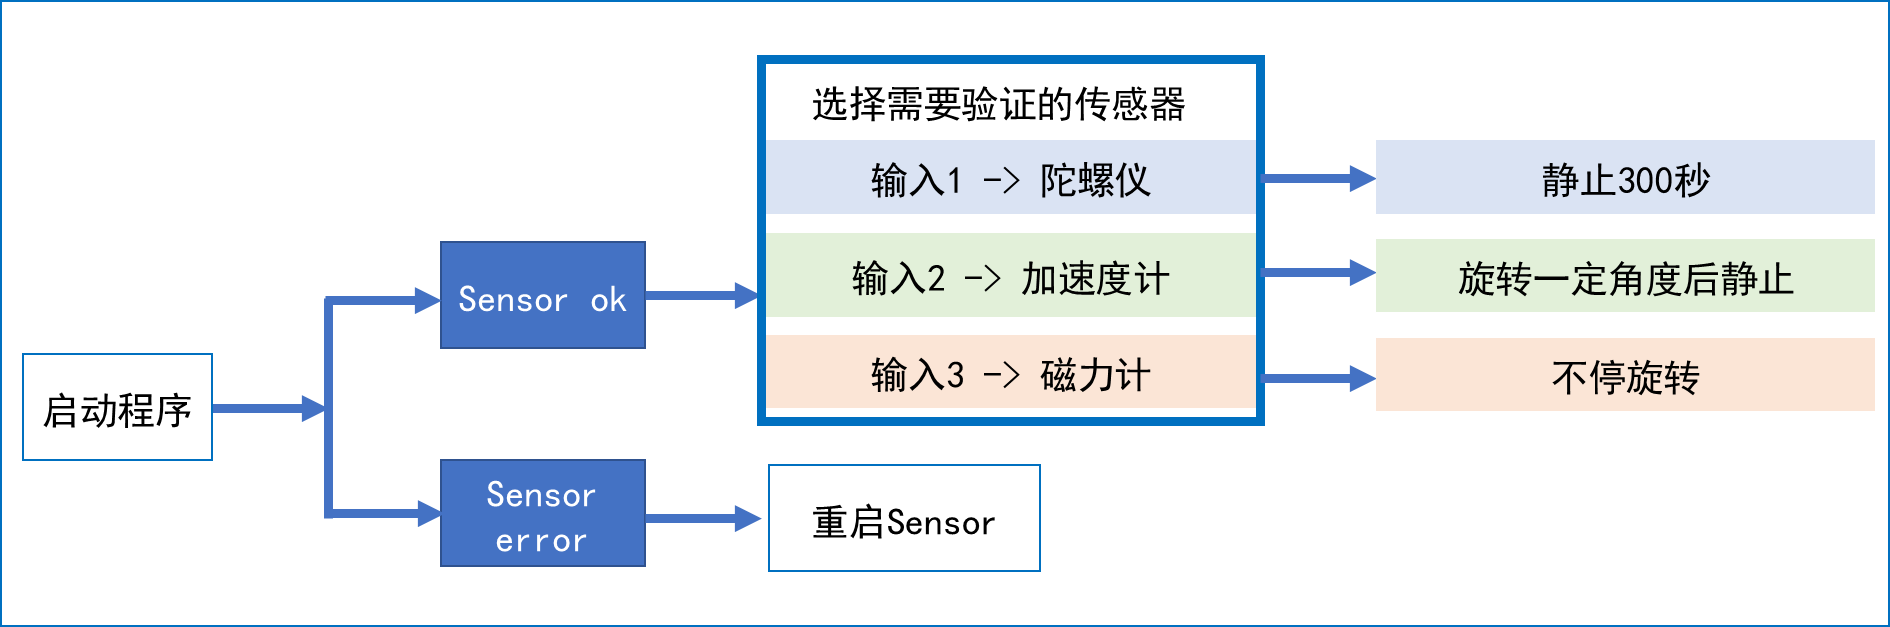 选择需要验证的传感器
输入1 -> 陀螺仪
静止300秒
输入2 -> 加速度计
旋转一定角度后静止
输入3 -> 磁力计
不停旋转
Sensor ok
启动程序
Sensor
error
重启Sensor